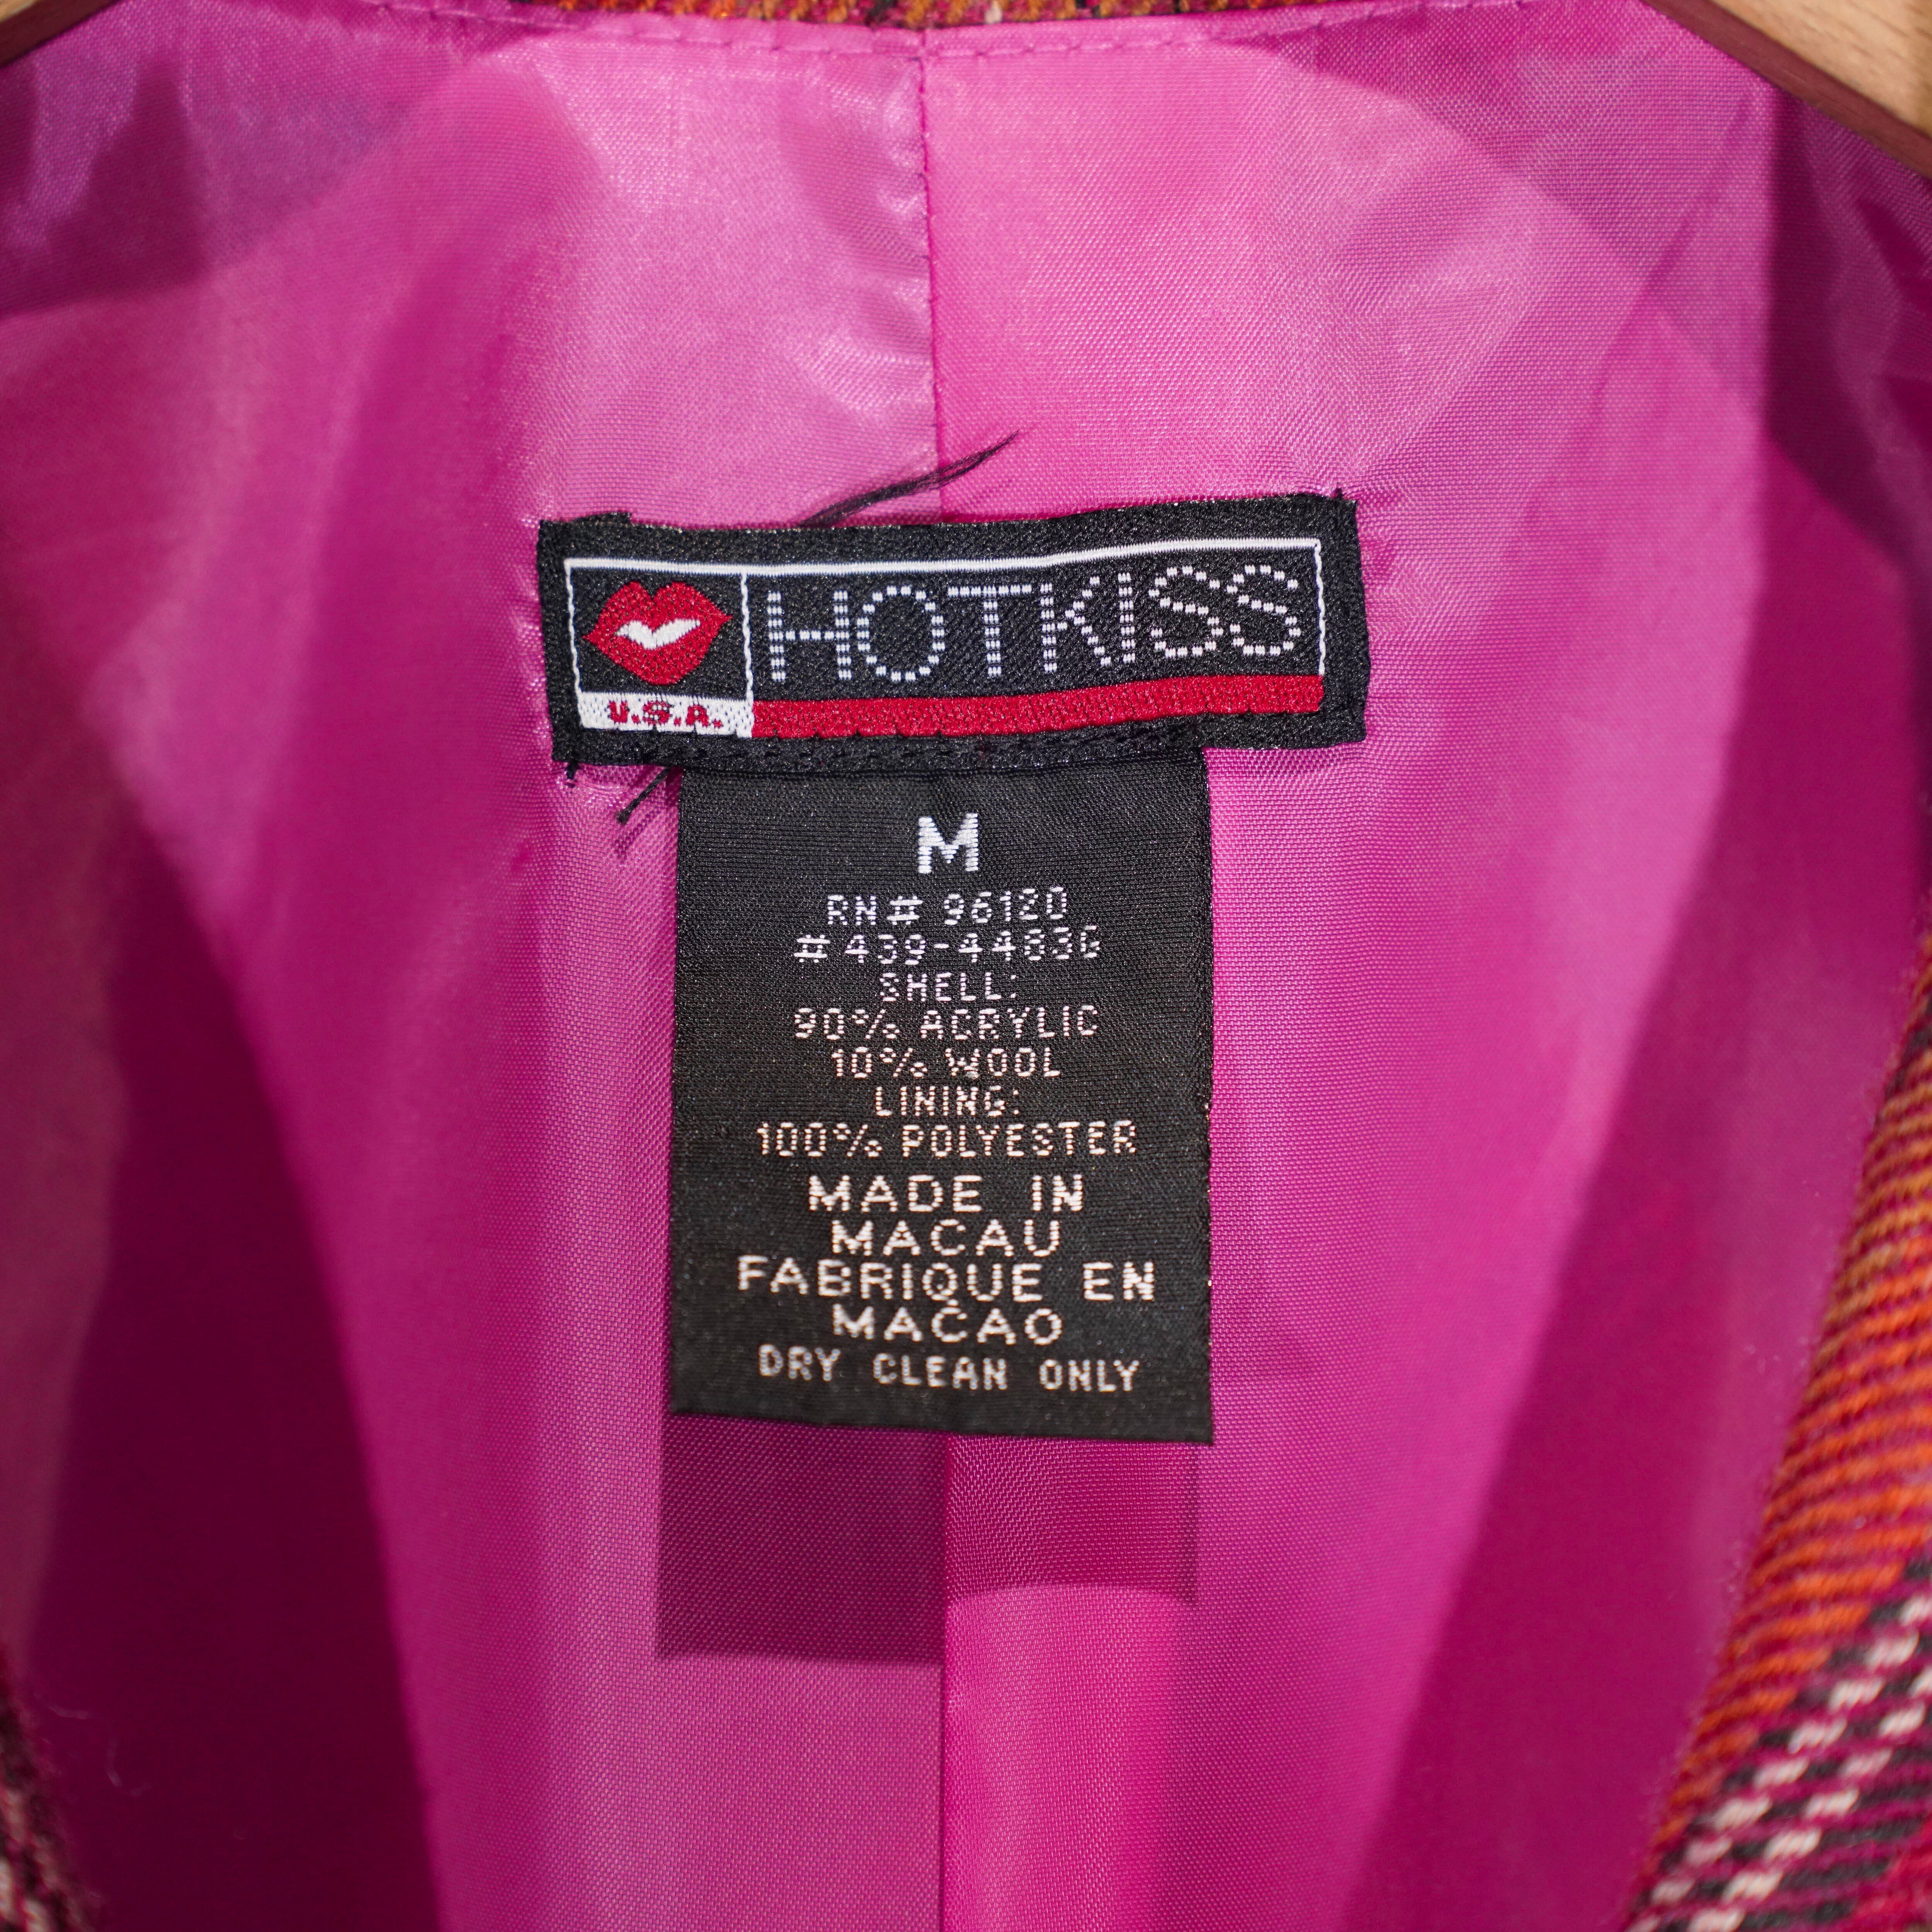 HOTKISS
U.S.A.
M
RN# 96120
#439-4483G
SHELL:
90% ACRYLIC
10% WOOL
LINING:
100% POLYESTER
MADE IN
MACAU
FABRIQUE EN
MACAO
DRY CLEAN ONLY